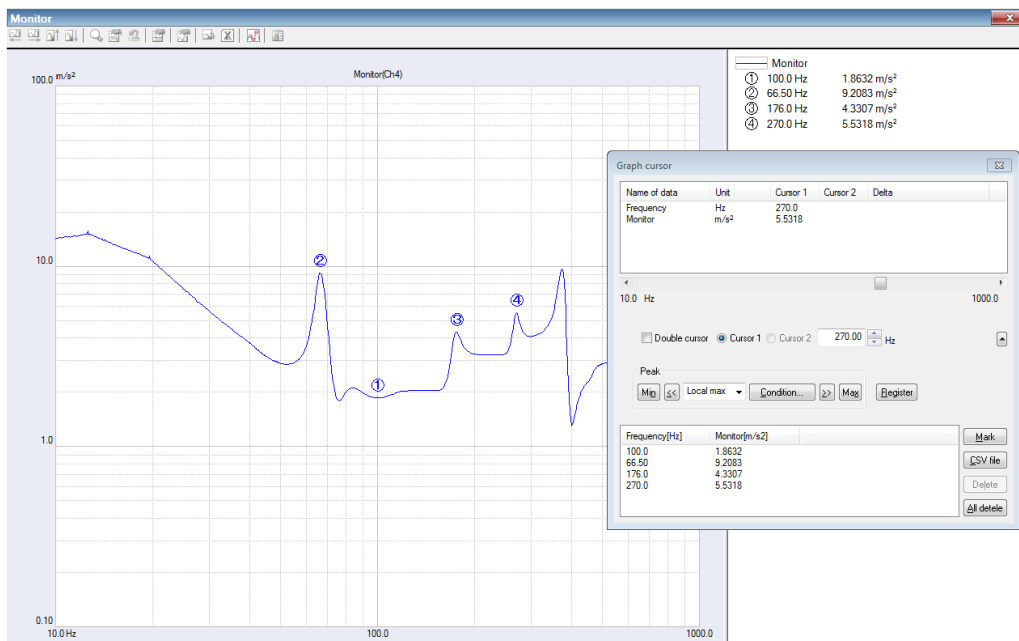 Monitor
Monitor(Ch4)
100.0 m/s²
10.0
1.0
0.10
10.0 Hz
100.0
1000.0
②
③
④
①
Monitor
① 100.0 Hz 1.8632 m/s²
② 66.50 Hz 9.2083 m/s²
③ 176.0 Hz 4.3307 m/s²
④ 270.0 Hz 5.5318 m/s²
Graph cursor
Name of data Unit Cursor 1 Cursor 2 Delta
Frequency Hz 270.0
Monitor m/s² 5.5318
10.0 Hz 1000.0
Double cursor Cursor 1 Cursor 2 270.00 Hz
Peak
Min << Local max Condition... >> Max Register
Frequency[Hz] Monitor[m/s2]
100.0 1.8632
66.50 9.2083
176.0 4.3307
270.0 5.5318
Mark
CSV file
Delete
All detele